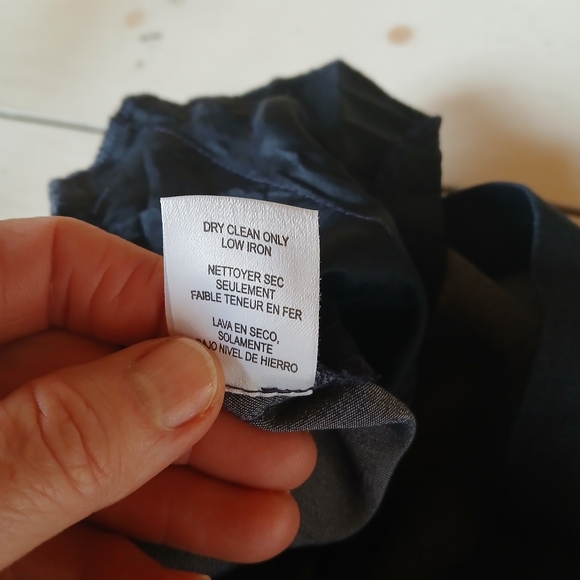 DRY CLEAN ONLY
LOW IRON
NETTOYER SEC
SEULEMENT
FAIBLE TENEUR EN FER
LAVA EN SECO,
SOLAMENTE
NIVEL DE HIERRO